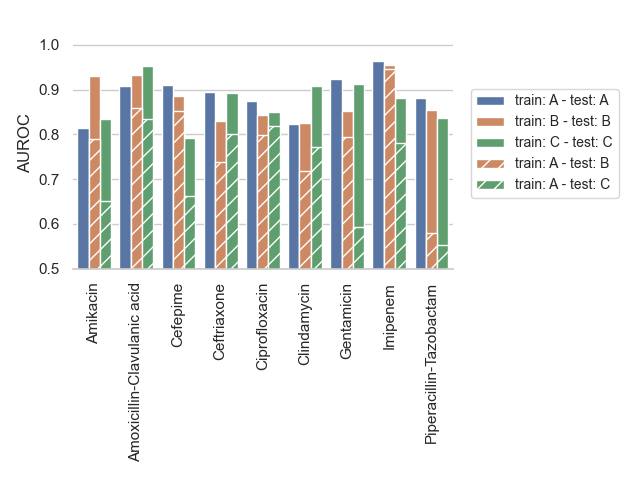 1.0
0.9
0.8
0.7
0.6
0.5
AUROC
Amikacin
Amoxicillin-Clavulanic acid
Cefepime
Ceftriaxone
Ciprofloxacin
Clindamycin
Gentamicin
Imipenem
Piperacillin-Tazobactam
train: A - test: A
train: B - test: B
train: C - test: C
train: A - test: B
train: A - test: C